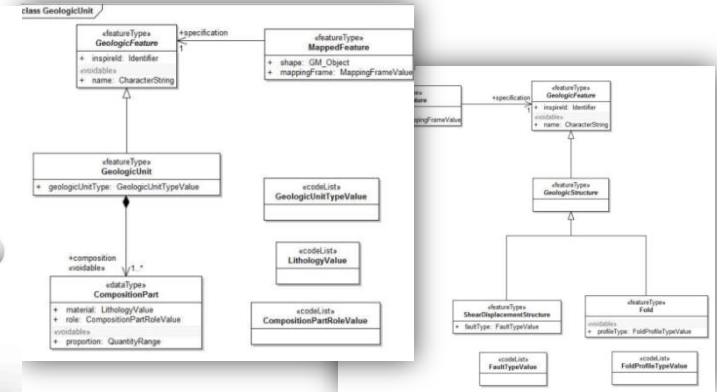 class GeologicUnit
«featureType»
GeologicFeature
+ inspireId: Identifier
«voidable»
+ name: CharacterString
+specification
1
«featureType»
MappedFeature
+ shape: GM_Object
+ mappingFrame: MappingFrameValue
«featureType»
GeologicUnit
+ geologicUnitType: GeologicUnitTypeValue
«codeList»
GeologicUnitTypeValue
«codeList»
LithologyValue
+composition
«voidable»
1..*
«dataType»
CompositionPart
+ material: LithologyValue
+ role: CompositionPartRoleValue
«voidable»
+ proportion: QuantityRange
«codeList»
CompositionPartRoleValue
+specification
1
«featureType»
GeologicFeature
+ inspireId: Identifier
«voidable»
+ name: CharacterString
«featureType»
GeologicStructure
«featureType»
ShearDisplacementStructure
+ faultType: FaultTypeValue
«featureType»
Fold
«voidable»
+ profileType: FoldProfileTypeValue
«codeList»
FaultTypeValue
«codeList»
FoldProfileTypeValue